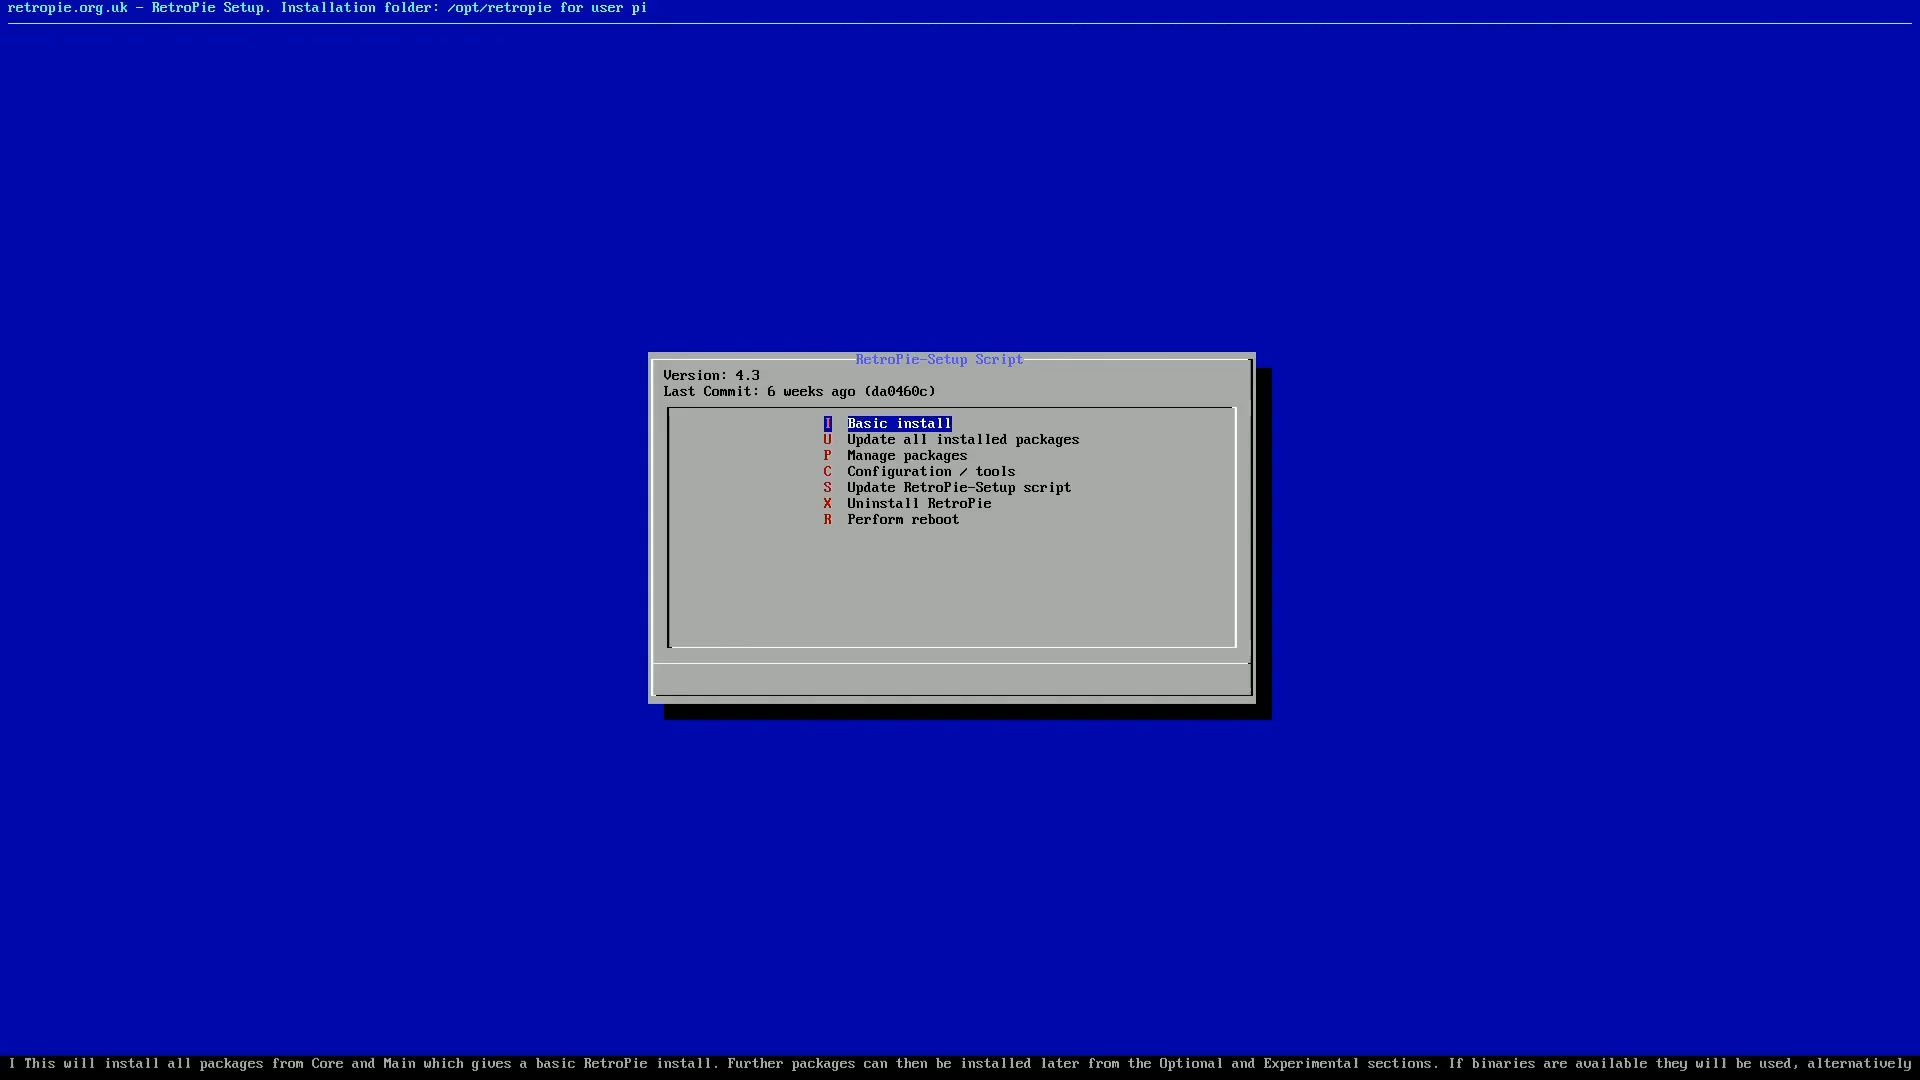 retropie.org.uk - RetroPie Setup. Installation folder: /opt/retropie for user pi
RetroPie-Setup Script
Version: 4.3
Last Commit: 6 weeks ago (da0460c)
I Basic install
U Update all installed packages
P Manage packages
C Configuration / tools
S Update RetroPie-Setup script
X Uninstall RetroPie
R Perform reboot
I This will install all packages from Core and Main which gives a basic RetroPie install. Further packages can then be installed later from the Optional and Experimental sections. If binaries are available they will be used, alternatively